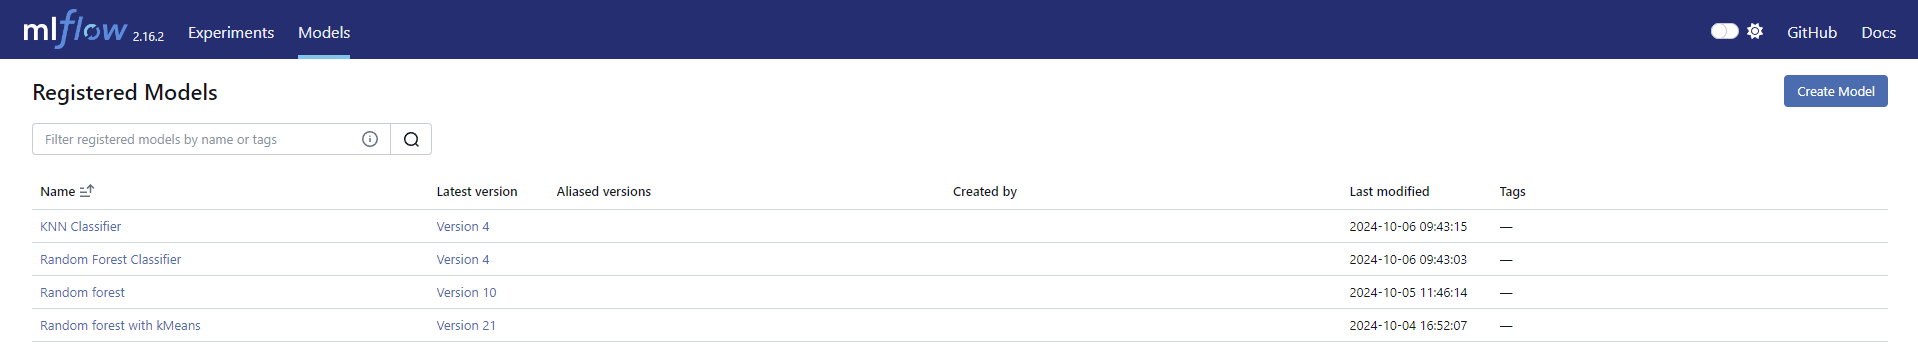 mlflow 2.16.2 Experiments Models GitHub Docs
Registered Models Create Model
Filter registered models by name or tags
Name Latest version Aliased versions Created by Last modified Tags
KNN Classifier Version 4 2024-10-06 09:43:15 —
Random Forest Classifier Version 4 2024-10-06 09:43:03 —
Random forest Version 10 2024-10-05 11:46:14 —
Random forest with kMeans Version 21 2024-10-04 16:52:07 —